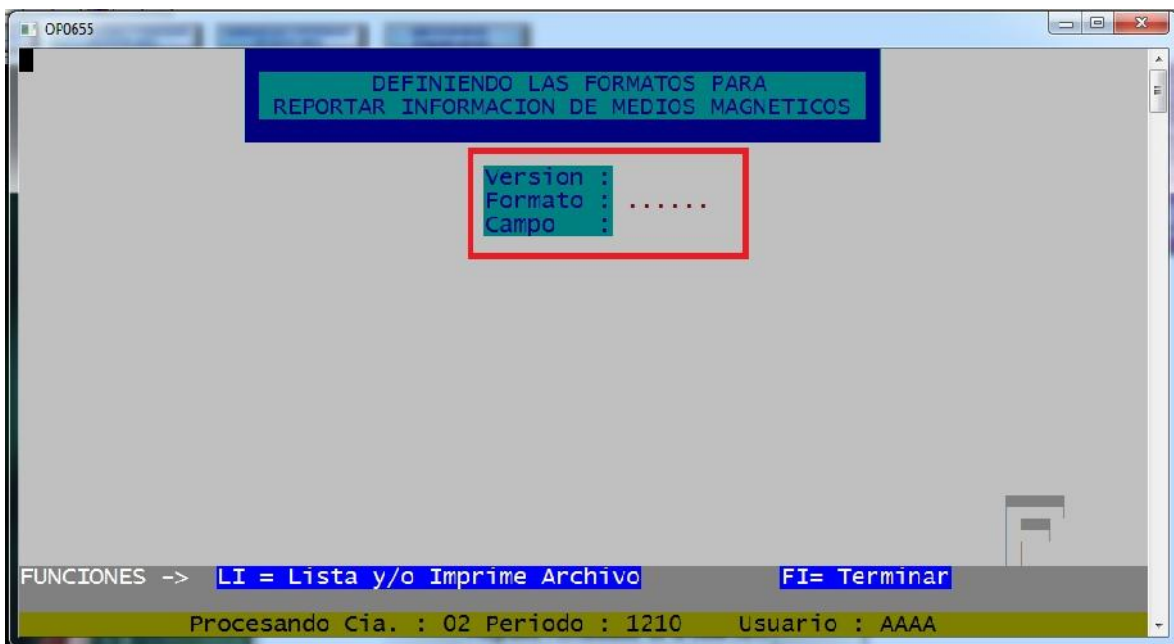 OP0655
DEFINIENDO LAS FORMATOS PARA
REPORTAR INFORMACION DE MEDIOS MAGNETICOS
Version :
Formato : ......
Campo :
FUNCIONES -> LI = Lista y/o Imprime Archivo FI= Terminar
Procesando Cia. : 02 Periodo : 1210 Usuario : AAAA